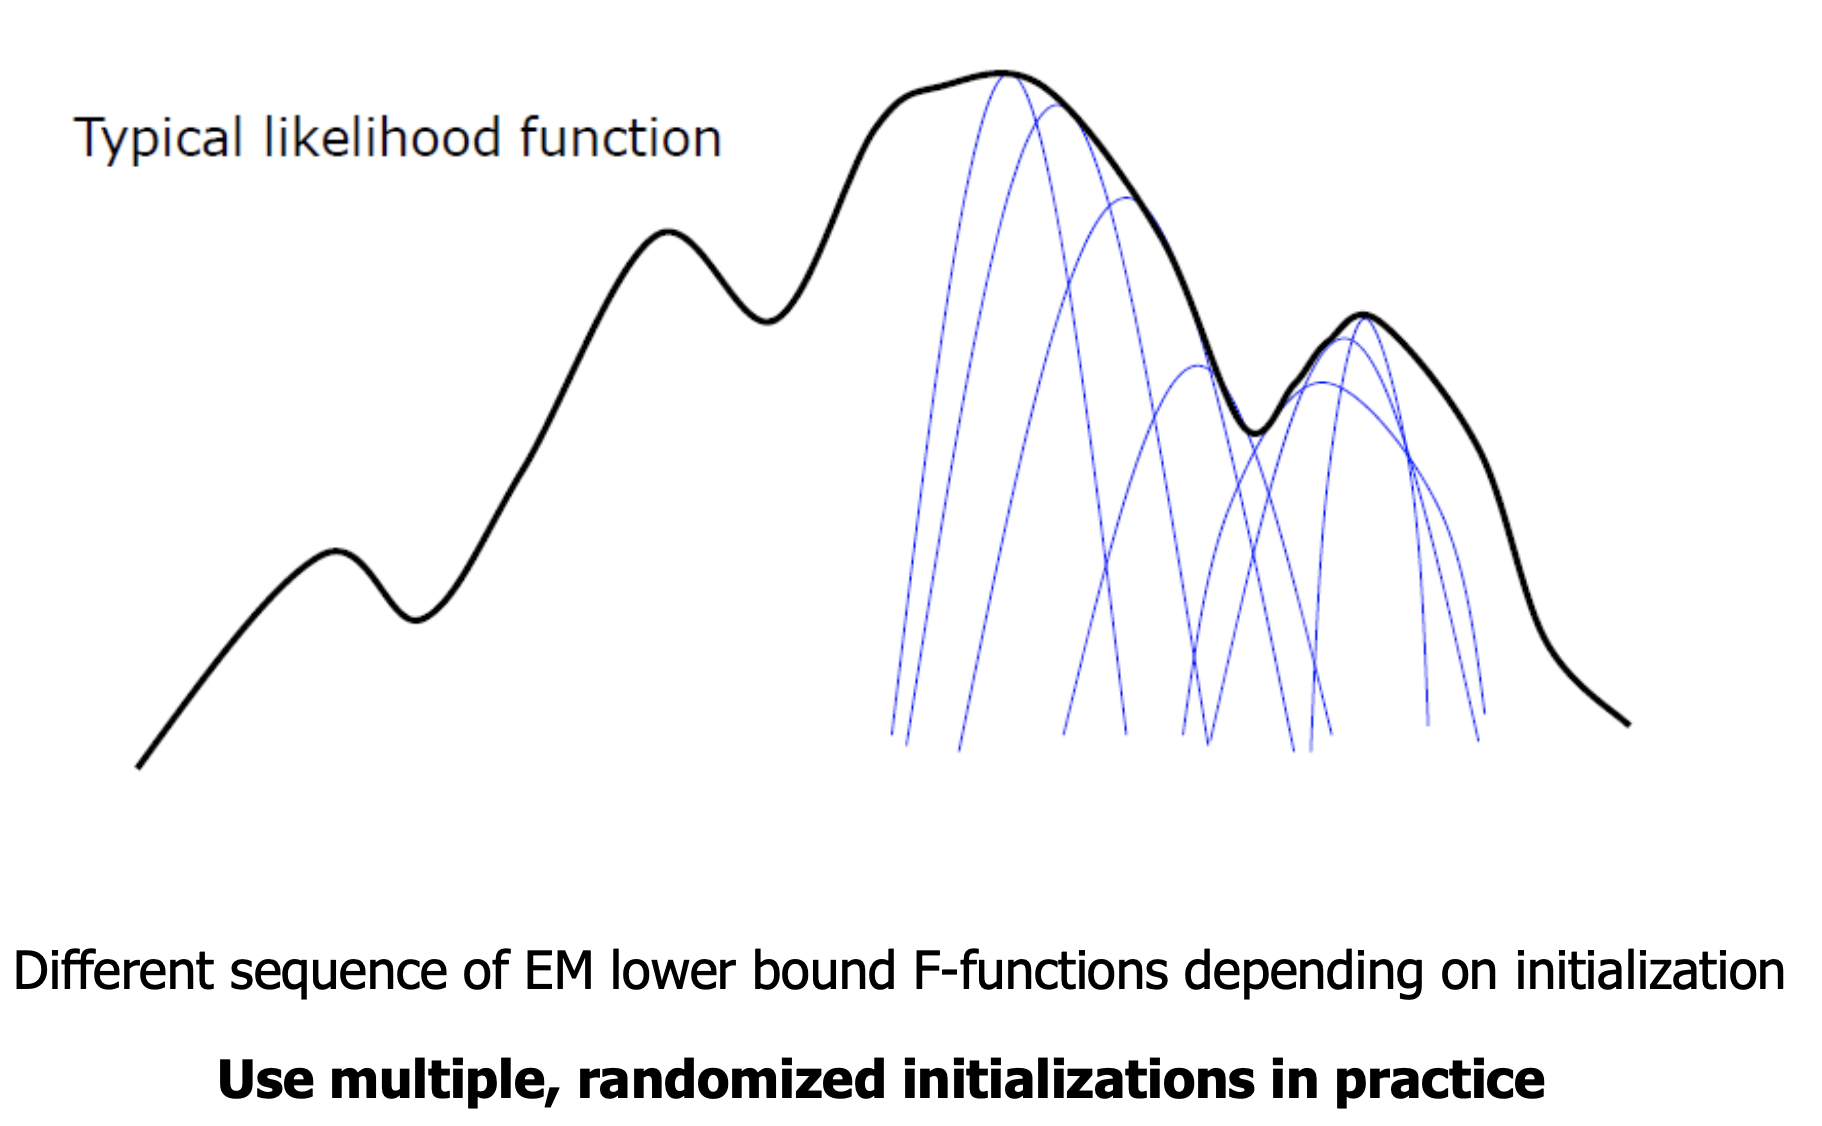 Typical likelihood function
Different sequence of EM lower bound F-functions depending on initialization
Use multiple, randomized initializations in practice